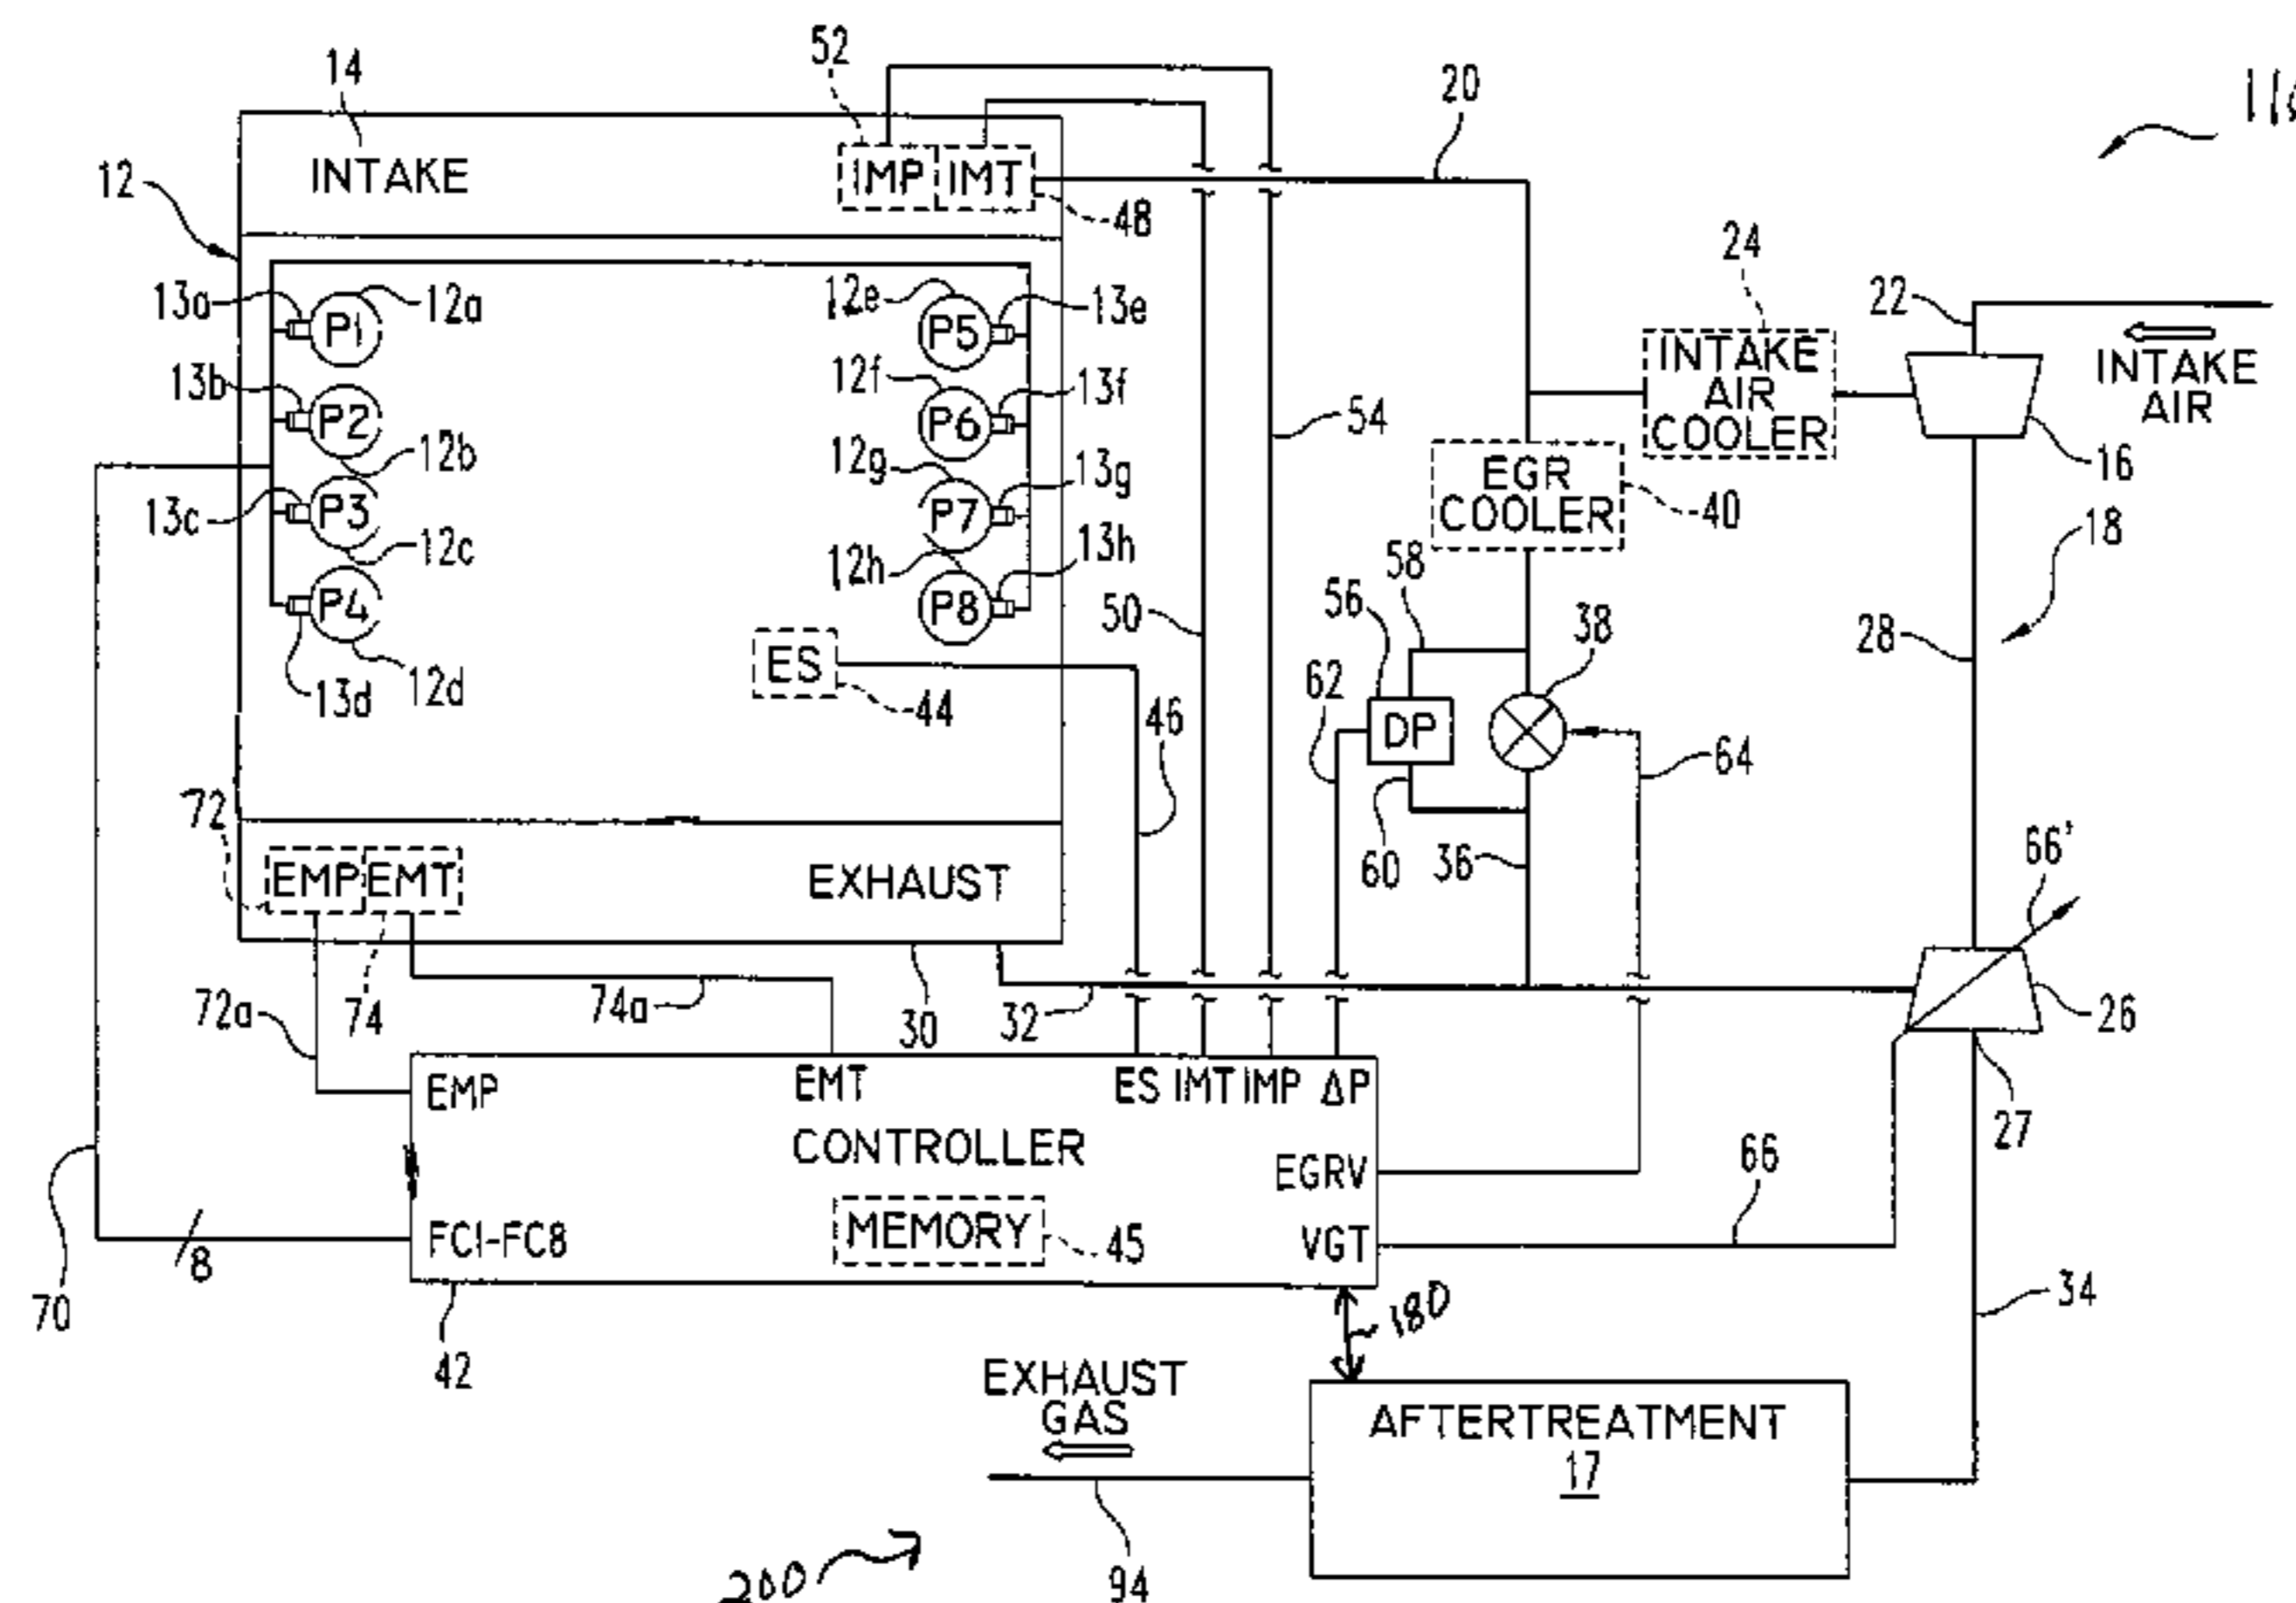 52
14
20
INTAKE
IMP IMT
12
48
24
22
13a
12a
12e
13e
P1
P5
INTAKE
AIR
COOLER
INTAKE
AIR
13b
12f
13f
P2
P6
54
12b
12g
13g
16
EGR
COOLER
40
13c
P3
P7
18
12c
12h
13h
58
P4
P8
50
56
38
28
ES
62
13d
12d
44
46
DP
64
72
60
36
66'
EMP EMT
EXHAUST
72a
74
74a
30
32
26
EMP
EMT
ES IMT IMP ΔP
27
CONTROLLER
EGRV
66
MEMORY
45
FC1-FC8
VGT
8
70
42
180
34
EXHAUST
GAS
AFTERTREATMENT
17
94
200